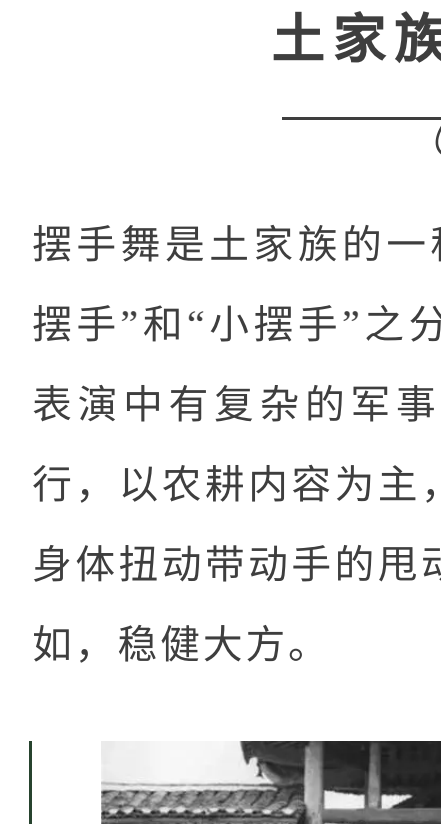 土家族
摆手舞是土家族的一种
摆手”和“小摆手”之分
表演中有复杂的军事
行，以农耕内容为主，
身体扭动带动手的甩动
如，稳健大方。